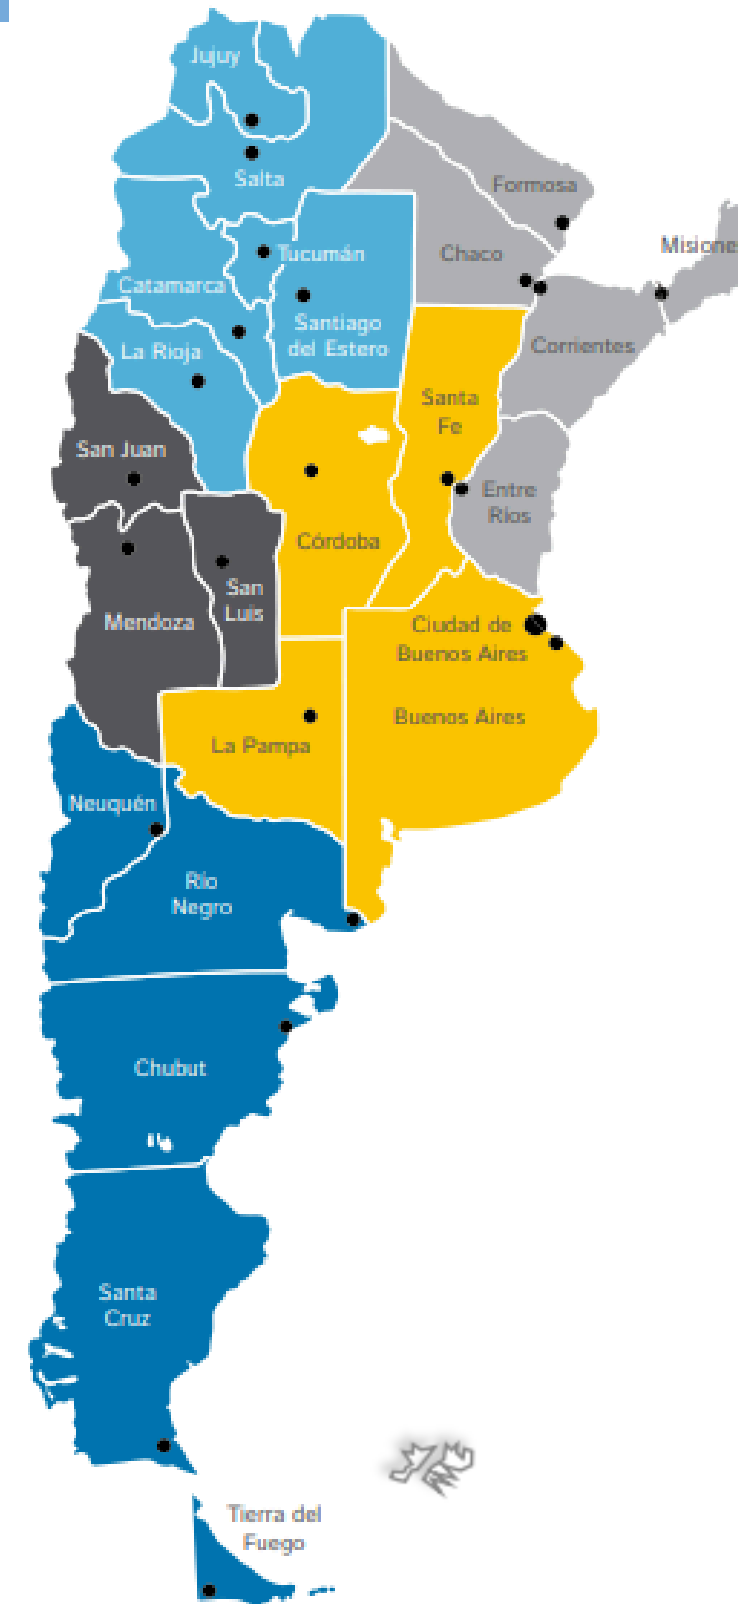 Jujuy
Salta
Formosa
Misione
Tucumán
Chaco
Catamarca
Santiago
del Estero
La Rioja
Corrientes
Santa
Fe
San Juan
Entre
Ríos
Córdoba
San
Luis
Mendoza
Ciudad de
Buenos Aires
Buenos Aires
La Pampa
Neuquén
Río
Negro
Chubut
Santa
Cruz
Tierra del
Fuego